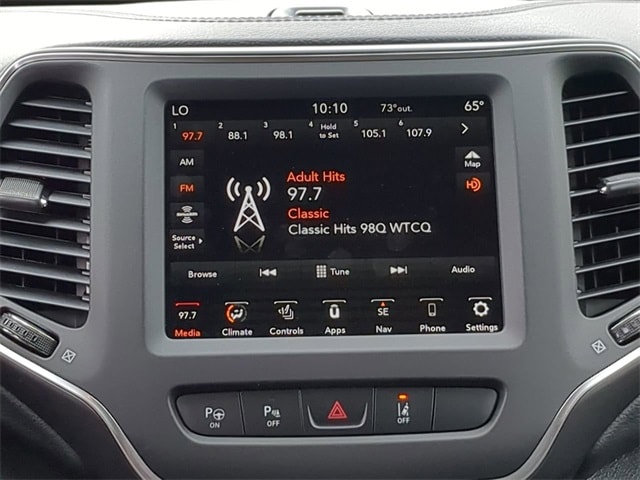 LO 10:10 73°out. 65°
1 97.7 2 88.1 3 98.1 4 Hold to Set 5 105.1 6 107.9
AM
Map
FM
HD
Adult Hits
97.7
Classic
Classic Hits 98Q WTCQ
SiriusXM
Source
Select
Browse Tune Audio
97.7 SE
Media Climate Controls Apps Nav Phone Settings
P ON P OFF OFF